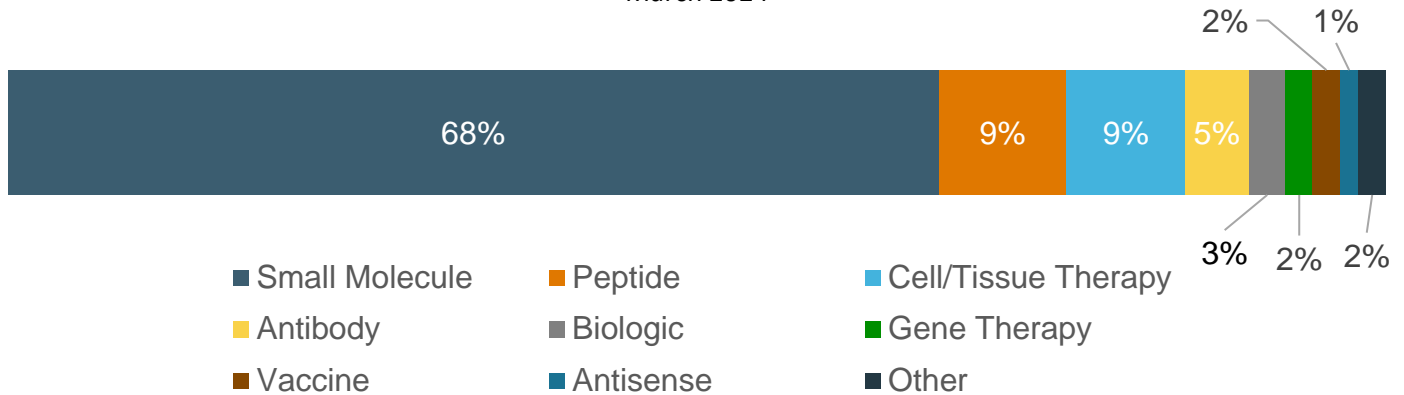 2% 1%
68% 9% 9% 5%
3% 2% 2%
Small Molecule Peptide Cell/Tissue Therapy
Antibody Biologic Gene Therapy
Vaccine Antisense Other